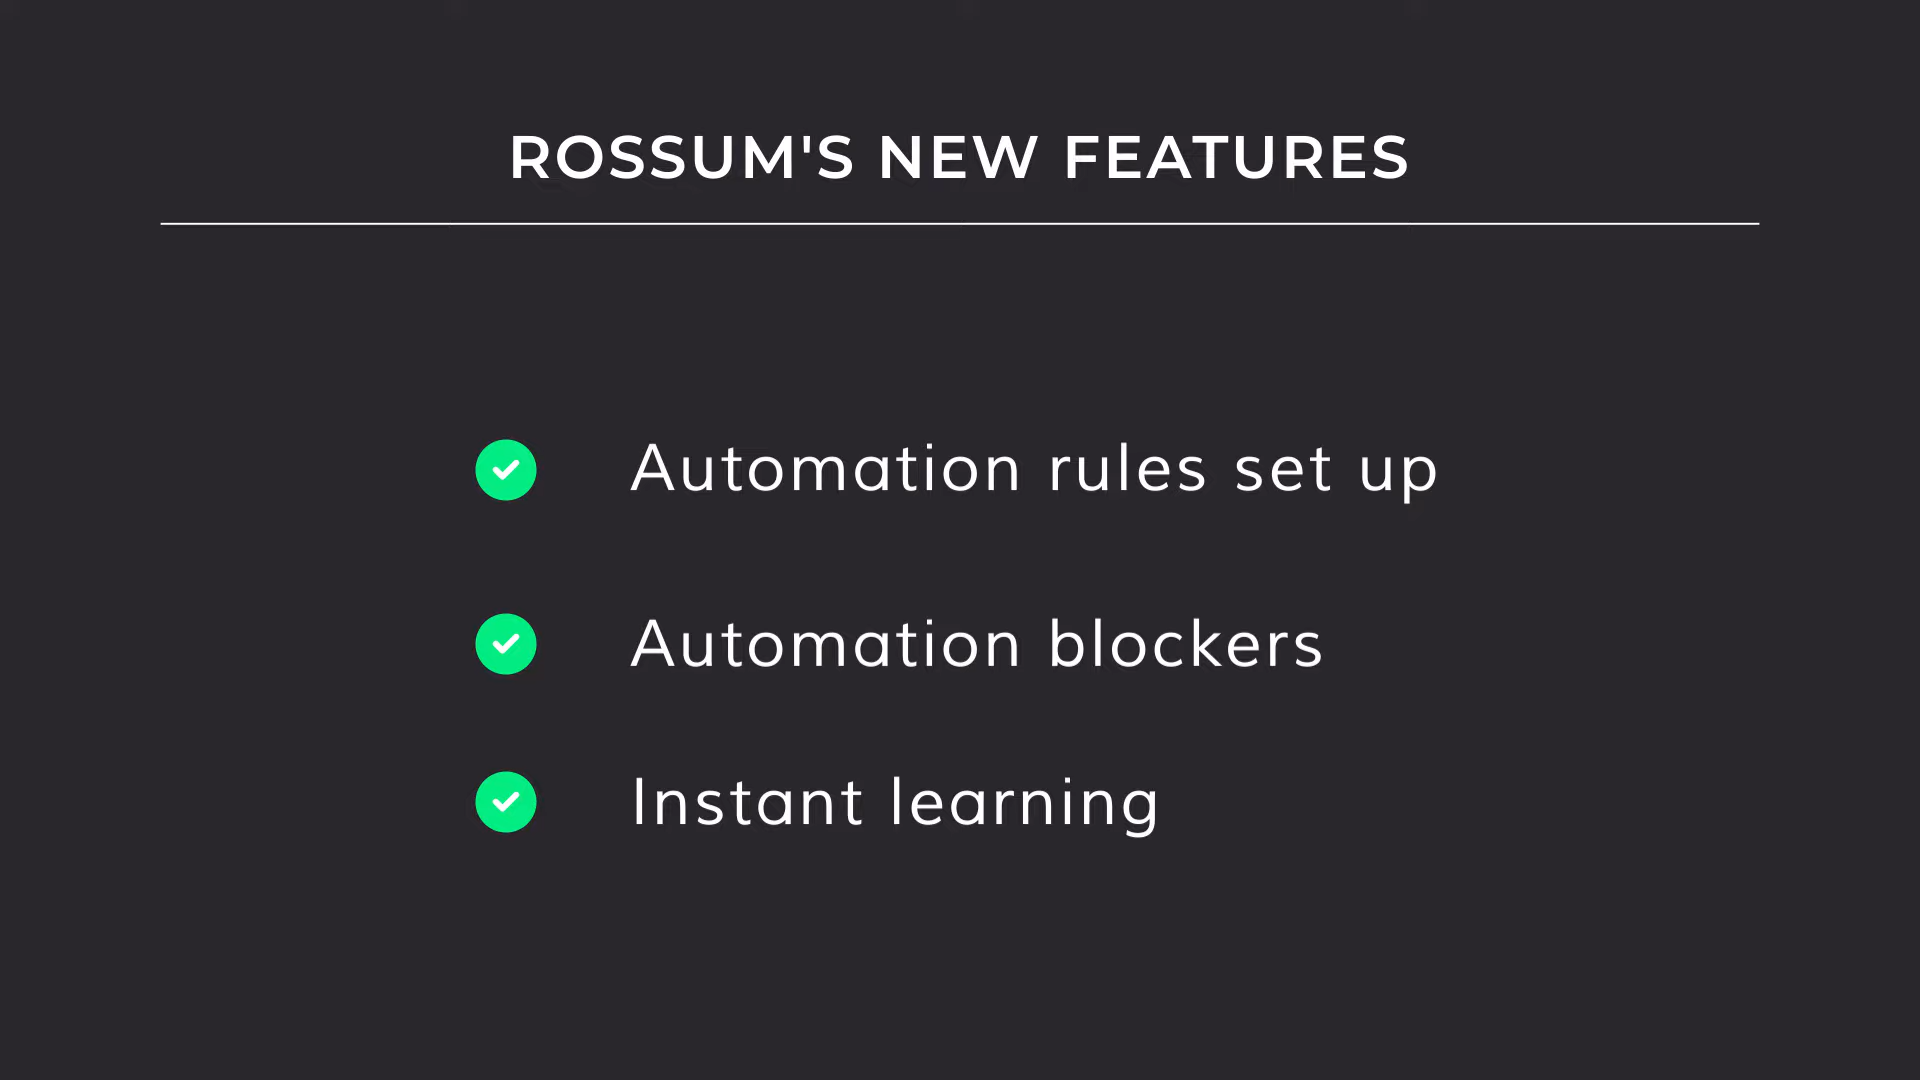 ROSSUM'S NEW FEATURES
Automation rules set up
Automation blockers
Instant learning